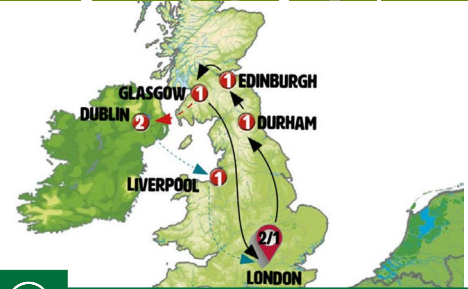 1 EDINBURGH
GLASGOW 1
DUBLIN 2
1 DURHAM
LIVERPOOL 1
2/1
LONDON